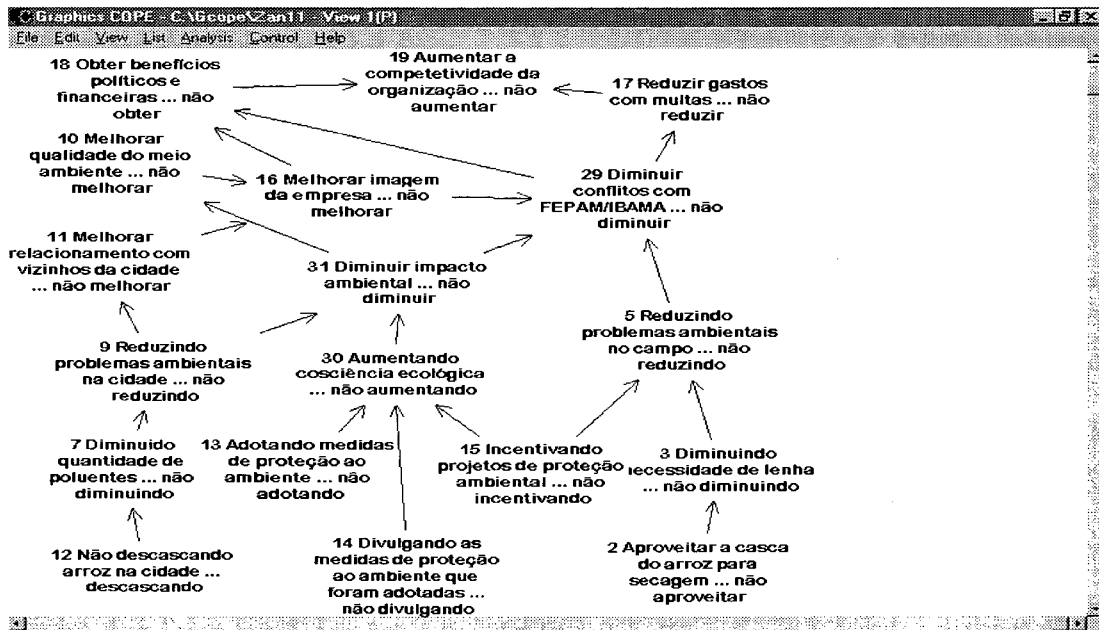 Graphics COPE - C:\Gcope\Zan11 - View 1(P)
File Edit View List Analysis Control Help
18 Obter benefícios
políticos e
financeiras ... não
obter
19 Aumentar a
competetividade da
organização ... não
aumentar
17 Reduzir gastos
com multas ... não
reduzir
10 Melhorar
qualidade do meio
ambiente ... não
melhorar
16 Melhorar imagem
da empresa ... não
melhorar
29 Diminuir
conflitos com
FEPAM/IBAMA ... não
diminuir
11 Melhorar
relacionamento com
vizinhos da cidade
... não melhorar
31 Diminuir impacto
ambiental ... não
diminuir
5 Reduzindo
problemas ambientais
no campo ... não
reduzindo
9 Reduzindo
problemas ambientais
na cidade ... não
reduzindo
30 Aumentando
cosciência ecológica
... não aumentando
7 Diminuido
quantidade de
poluentes ... não
diminuindo
13 Adotando medidas
de proteção ao
ambiente ... não
adotando
15 Incentivando
projetos de proteção
ambiental ... não
incentivando
3 Diminuindo
necessidade de lenha
... não diminuindo
12 Não descascando
arroz na cidade ...
descascando
14 Divulgando as
medidas de proteção
ao ambiente que
foram adotadas ...
não divulgando
2 Aproveitar a casca
do arroz para
secagem ... não
aproveitar